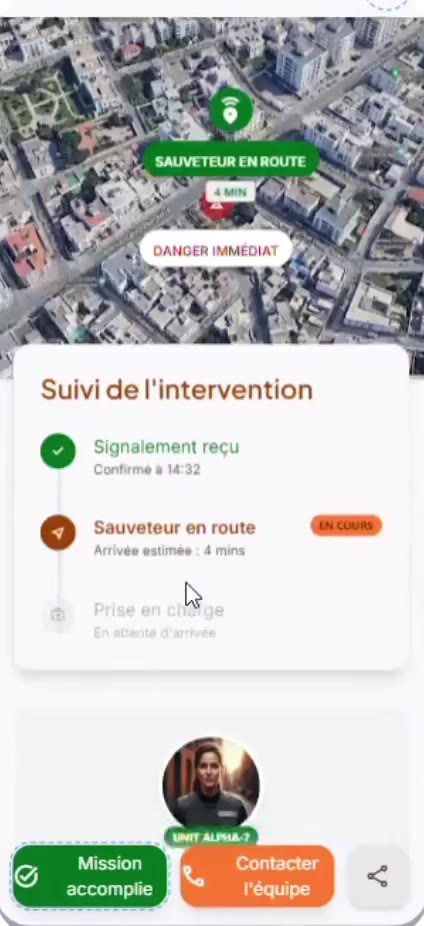 SAUVETEUR EN ROUTE
4 MIN
DANGER IMMÉDIAT
Suivi de l'intervention
Signalement reçu
Confirmé à 14:32
Sauveteur en route
EN COURS
Arrivée estimée : 4 mins
Prise en charge
En attente d'arrivée
UNIT ALPHA-7
Mission
accomplie
Contacter
l'équipe